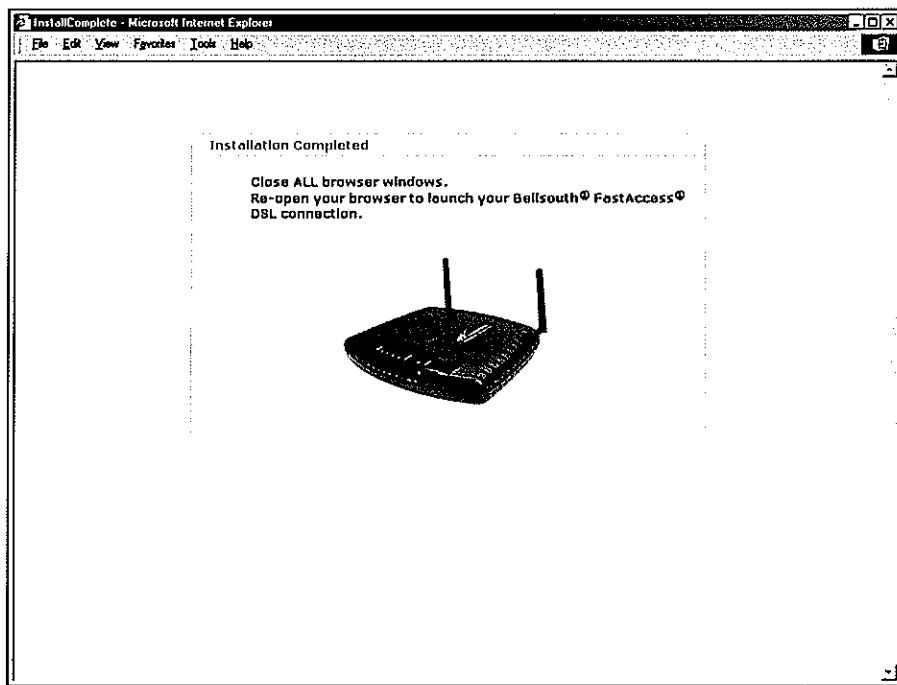 InstallComplete - Microsoft Internet Explorer
File Edit View Favorites Tools Help
Installation Completed
Close ALL browser windows.
Re-open your browser to launch your Bellsouth® FastAccess®
DSL connection.